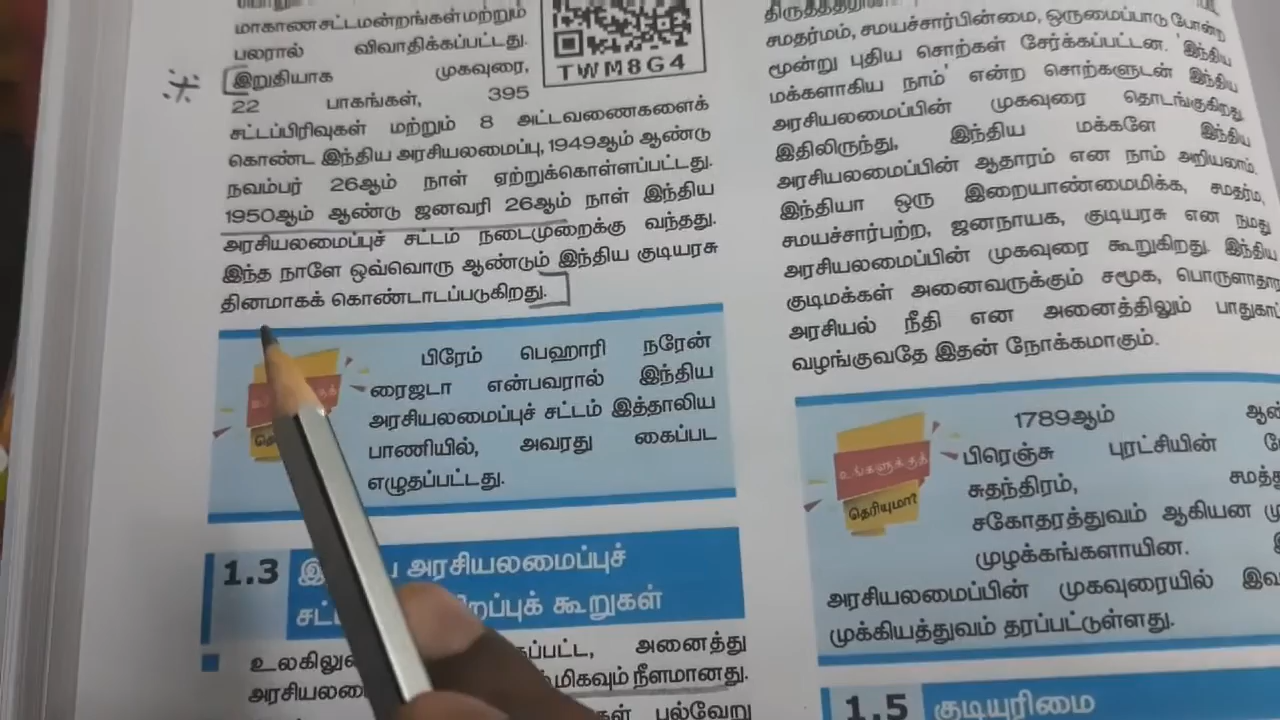 மாகாணசட்டமன்றங்கள்மற்றும்
பலரால் விவாதிக்கப்பட்டது.
இறுதியாக முகவுரை,
22 பாகங்கள், 395
சட்டப்பிரிவுகள் மற்றும் 8 அட்டவணைகளைக்
கொண்ட இந்திய அரசியலமைப்பு, 1949ஆம் ஆண்டு
நவம்பர் 26ஆம் நாள் ஏற்றுக்கொள்ளப்பட்டது.
1950ஆம் ஆண்டு ஜனவரி 26ஆம் நாள் இந்திய
அரசியலமைப்புச் சட்டம் நடைமுறைக்கு வந்தது.
இந்த நாளே ஒவ்வொரு ஆண்டும் இந்திய குடியரசு
தினமாகக் கொண்டாடப்படுகிறது.
TWM8G4
பிரேம் பெஹாரி நரேன்
ரைஜடா என்பவரால் இந்திய
அரசியலமைப்புச் சட்டம் இத்தாலிய
பாணியில், அவரது கைப்பட
எழுதப்பட்டது.
1.3 அரசியலமைப்புச்
கூறுகள்
அனைத்து
மிகவும் நீளமானது.
பல்வேறு
சமதர்மம், சமயச்சார்பின்மை, ஒருமைப்பாடு போன்ற
மூன்று புதிய சொற்கள் சேர்க்கப்பட்டன. 'இந்திய
மக்களாகிய நாம்' என்ற சொற்களுடன் இந்திய
அரசியலமைப்பின் முகவுரை தொடங்குகிறது.
இதிலிருந்து, இந்திய மக்களே இந்திய
அரசியலமைப்பின் ஆதாரம் என நாம் அறியலாம்.
இந்தியா ஒரு இறையாண்மைமிக்க, சமதர்ம,
சமயச்சார்பற்ற, ஜனநாயக, குடியரசு என நமது
அரசியலமைப்பின் முகவுரை கூறுகிறது. இந்திய
குடிமக்கள் அனைவருக்கும் சமூக, பொருளாதார
அரசியல் நீதி என அனைத்திலும்
வழங்குவதே இதன் நோக்கமாகும்.
உங்களுக்குத்
தெரியுமா?
1789ஆம்
பிரெஞ்சு புரட்சியின்
சுதந்திரம்,
சகோதரத்துவம் ஆகியன
முழக்கங்களாயின.
அரசியலமைப்பின் முகவுரையில்
முக்கியத்துவம் தரப்பட்டுள்ளது.
1.5 குடியுரிமை